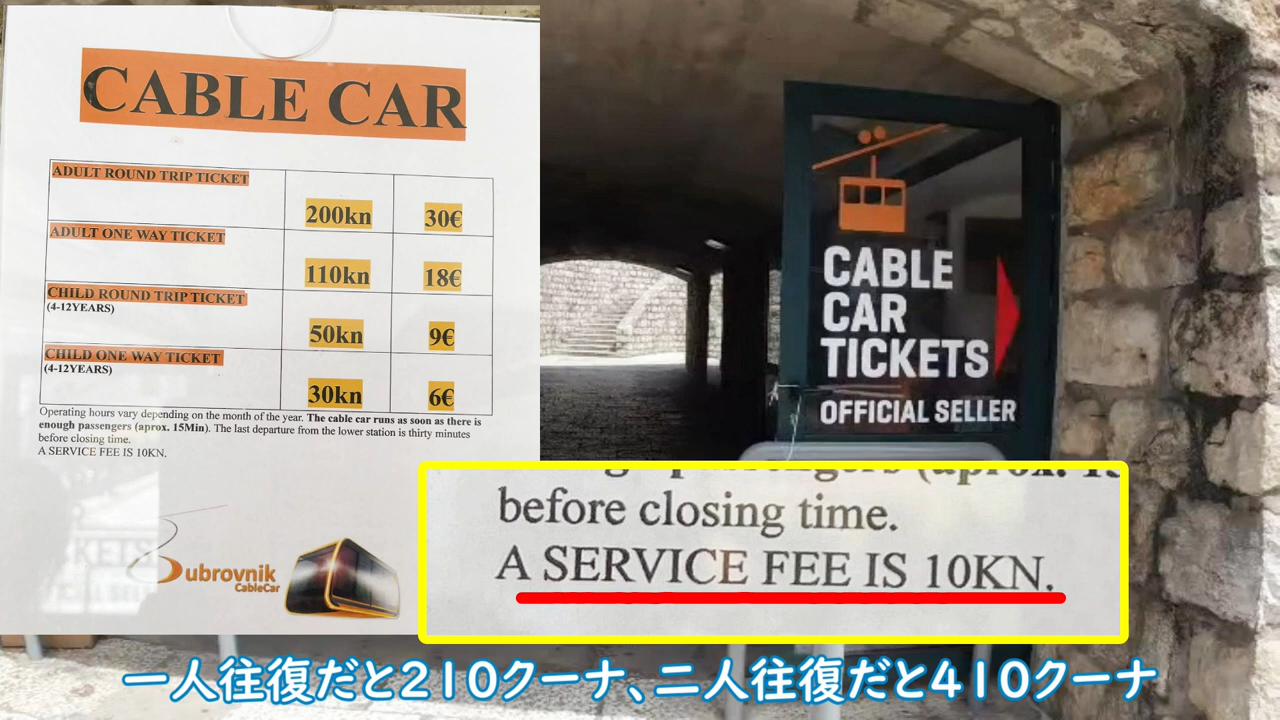 CABLE CAR
ADULT ROUND TRIP TICKET
200kn 30€
ADULT ONE WAY TICKET
110kn 18€
CHILD ROUND TRIP TICKET
(4-12YEARS)
50kn 9€
CHILD ONE WAY TICKET
(4-12YEARS)
30kn 6€
Operating hours vary depending on the month of the year. The cable car runs as soon as there is
enough passengers (aprox. 15Min). The last departure from the lower station is thirty minutes
before closing time.
A SERVICE FEE IS 10KN.
Dubrovnik
CableCar
CABLE
CAR
TICKETS
OFFICIAL SELLER
before closing time.
A SERVICE FEE IS 10KN.
一人往復だと210クーナ、二人往復だと410クーナ